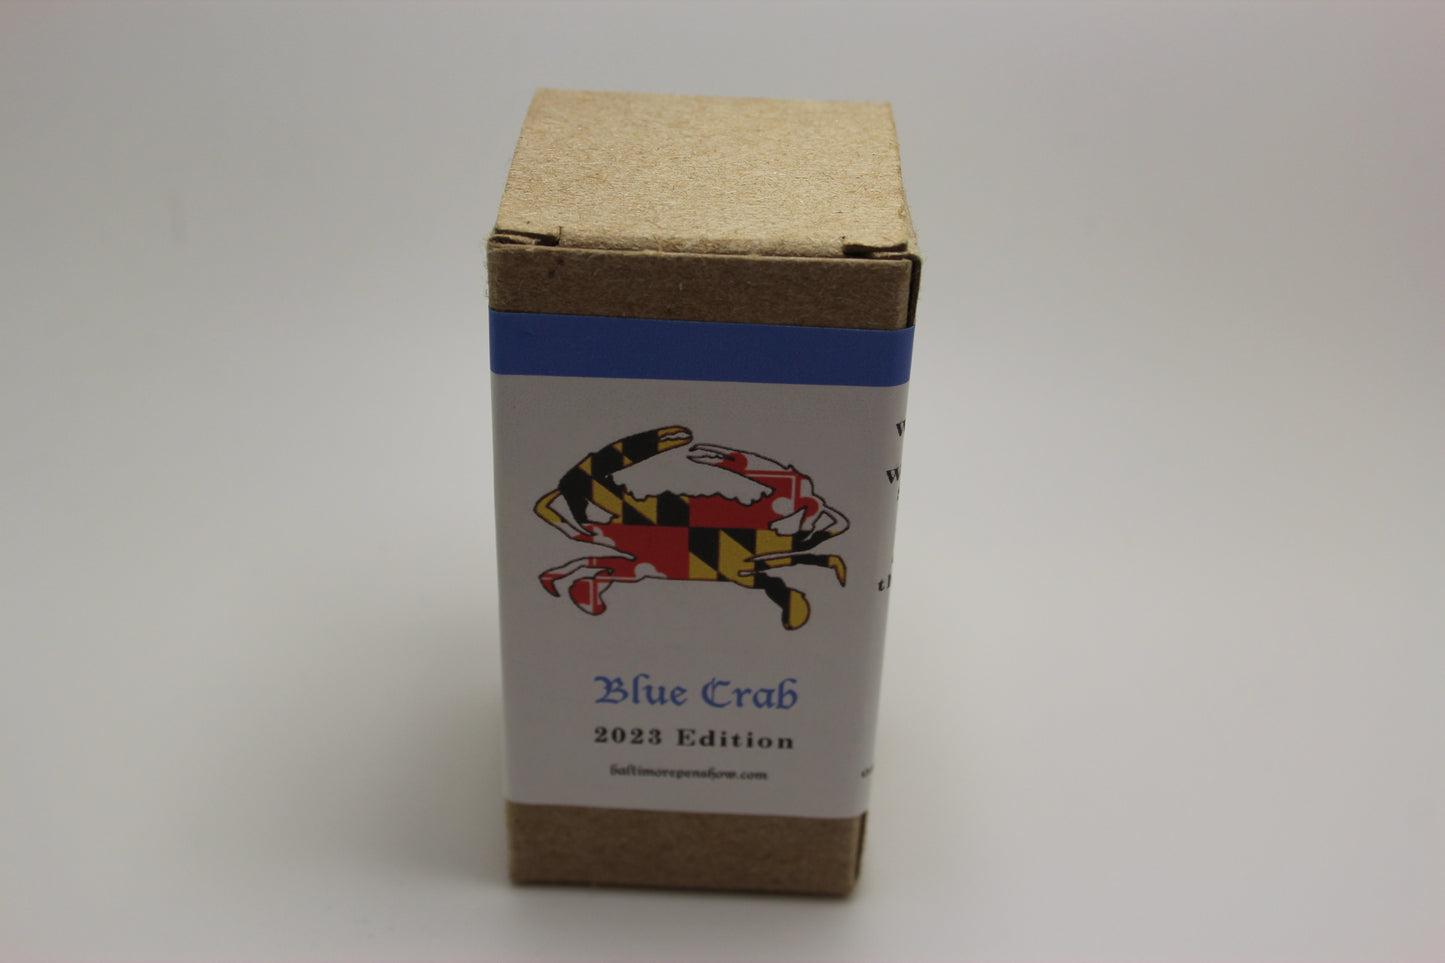 Blue Crab
2023 Edition
baltimorepenshow.com